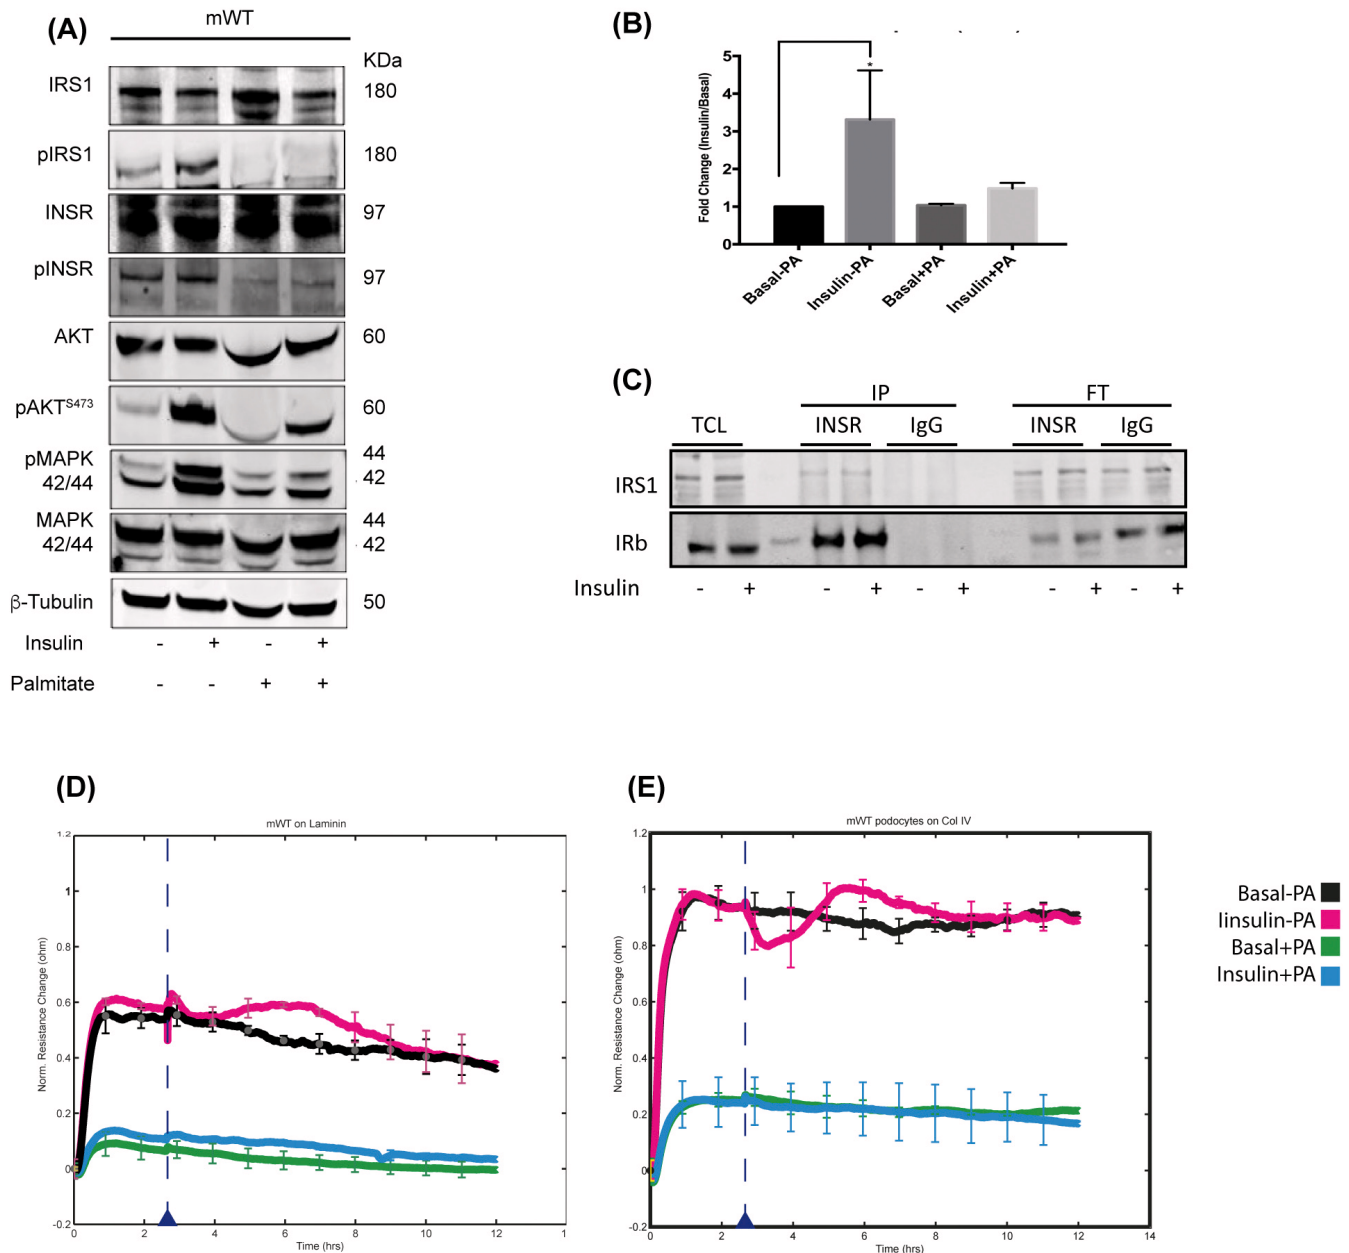 (A)
mWT
KDa
IRS1 180
pIRS1 180
INSR 97
pINSR 97
AKT 60
pAKTS473 60
pMAPK 44
42/44 42
MAPK 44
42/44 42
β-Tubulin 50
Insulin - + - +
Palmitate - - + +
(B)
Fold Change (Insulin/Basal)
5
4
3
2
1
0
*
Basal-PA
Insulin-PA
Basal+PA
Insulin+PA
(C)
IP FT
TCL INSR IgG INSR IgG
IRS1
IRb
Insulin - + - + - + - + - +
(D)
mWT on Laminin
Norm. Resistance Change (ohm)
1.2
1
0.8
0.6
0.4
0.2
0
-0.2
0 2 4 6 8 10 12 1
Time (hrs)
(E)
mWT podocytes on Col IV
Norm. Resistance Change (ohm)
1.2
1
0.8
0.6
0.4
0.2
0
-0.2
0 2 4 6 8 10 12 14
Time (hrs)
Basal-PA
Iinsulin-PA
Basal+PA
Insulin+PA